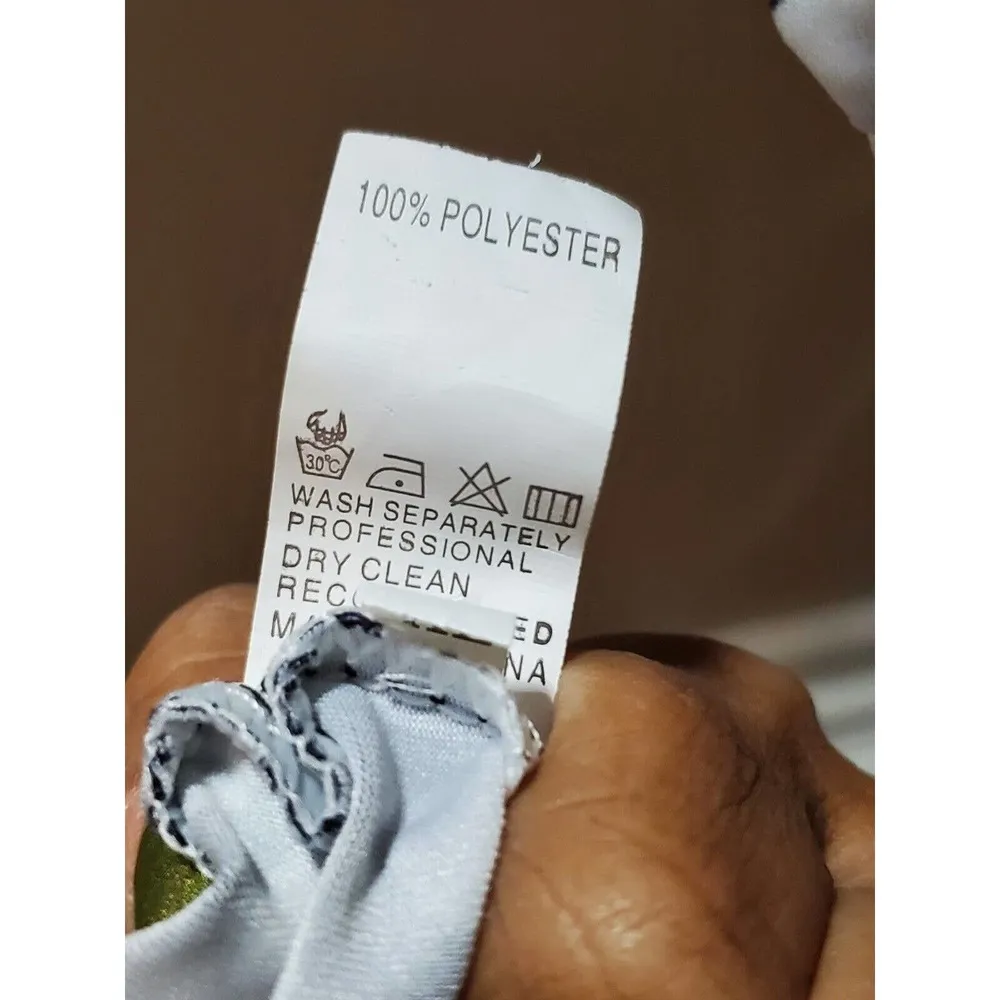 100% POLYESTER
30°C
WASH SEPARATELY
PROFESSIONAL
DRY CLEAN